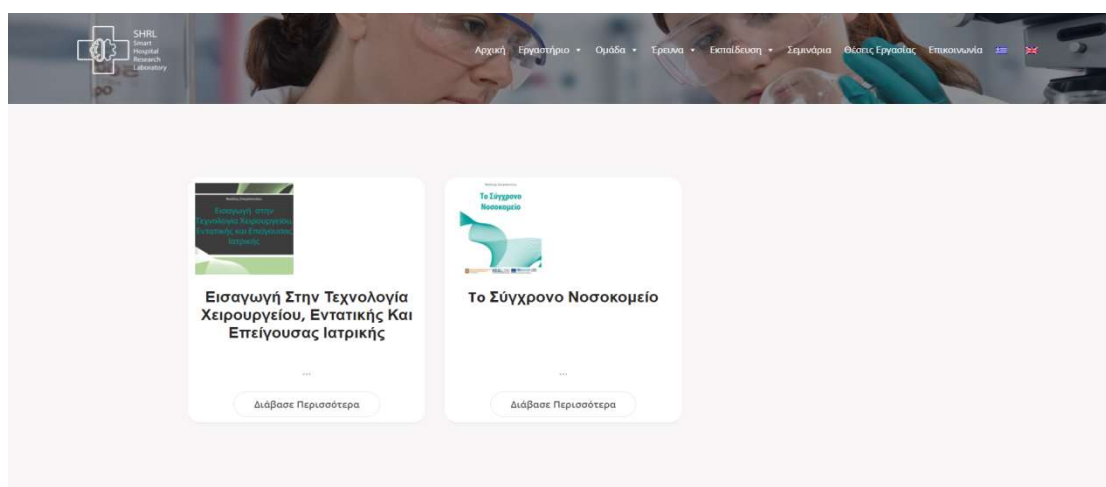 SHRL
Smart
Hospital
Research
Laboratory
Αρχική Εργαστήριο Ομάδα Έρευνα Εκπαίδευση Σεμινάρια Θέσεις Εργασίας Επικοινωνία
Εισαγωγή στην
Τεχνολογία Χειρουργείου,
Εντατικής και Επείγουσας
Ιατρικής
Το Σύγχρονο
Νοσοκομείο
Εισαγωγή Στην Τεχνολογία
Χειρουργείου, Εντατικής Και
Επείγουσας Ιατρικής
...
Διάβασε Περισσότερα
Το Σύγχρονο Νοσοκομείο
...
Διάβασε Περισσότερα